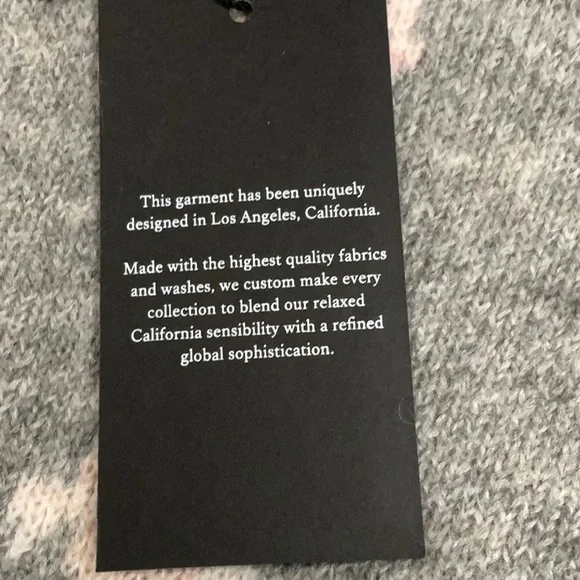 This garment has been uniquely
designed in Los Angeles, California.
Made with the highest quality fabrics
and washes, we custom make every
collection to blend our relaxed
California sensibility with a refined
global sophistication.